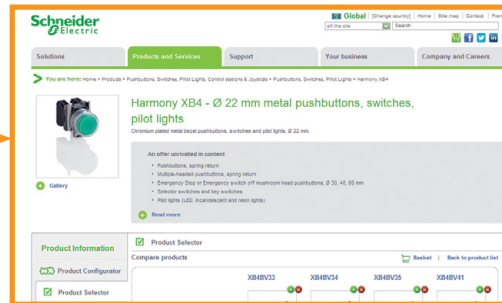 Schneider
Electric
Global | [Change country] | Home | Site map | Contact | Fran
all the site Search
Solutions
Products and Services
Support
Your business
Company and Careers
You are here: Home > Products > Pushbuttons, Switches, Pilot Lights, Control stations & Joysticks > Pushbuttons, Switches, Pilot Lights > Harmony XB4
Harmony XB4 - Ø 22 mm metal pushbuttons, switches,
pilot lights
Chromium plated metal bezel pushbuttons, switches and pilot lights, Ø 22 mm.
An offer unrivalled in content
Pushbuttons, spring return
Multiple-headed pushbuttons, spring return
Emergency Stop or Emergency switch off mushroom head pushbuttons, Ø 30, 40, 60 mm
Selector switches and key switches
Pilot lights (LED, incandescent and neon lights)
Gallery
Read more
Product Information
Product Selector
Compare products
Basket | Back to product list
Product Configurator
XB4BV33 XB4BV34 XB4BV35 XB4BV41
Product Selector